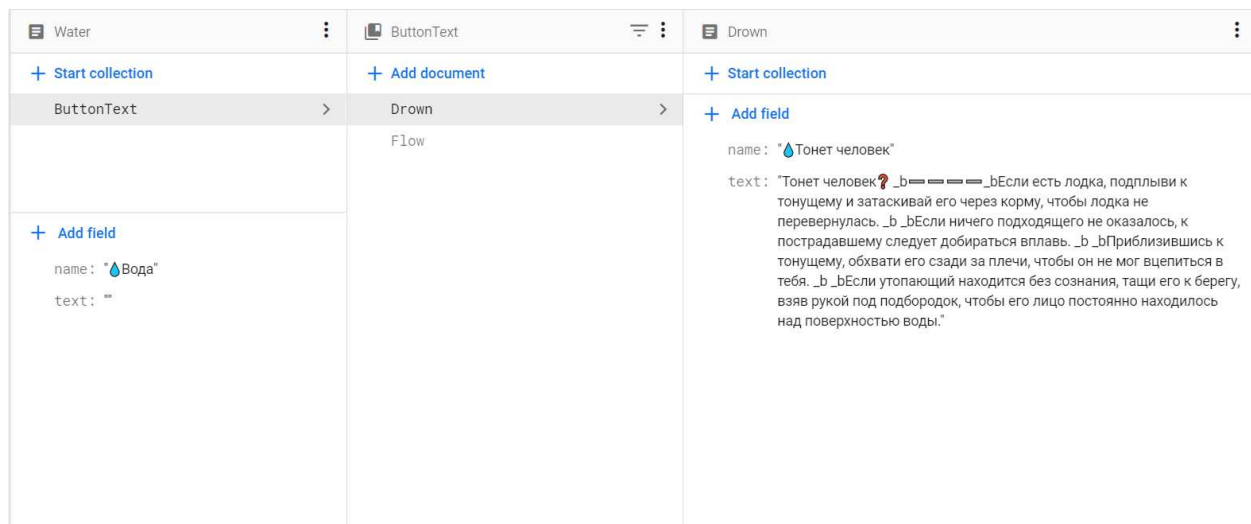 Water
ButtonText
Drown
+ Start collection
+ Add document
+ Start collection
ButtonText
Drown
Flow
+ Add field
name: "💧Вода"
text: ""
+ Add field
name: "💧Тонет человек"
text: "Тонет человек❓ _b➖➖➖➖_bЕсли есть лодка, подплыви к
тонущему и затаскивай его через корму, чтобы лодка не
перевернулась. _b _bЕсли ничего подходящего не оказалось, к
пострадавшему следует добираться вплавь. _b _bПриблизившись к
тонущему, обхвати его сзади за плечи, чтобы он не мог вцепиться в
тебя. _b _bЕсли утопающий находится без сознания, тащи его к берегу,
взяв рукой под подбородок, чтобы его лицо постоянно находилось
над поверхностью воды."